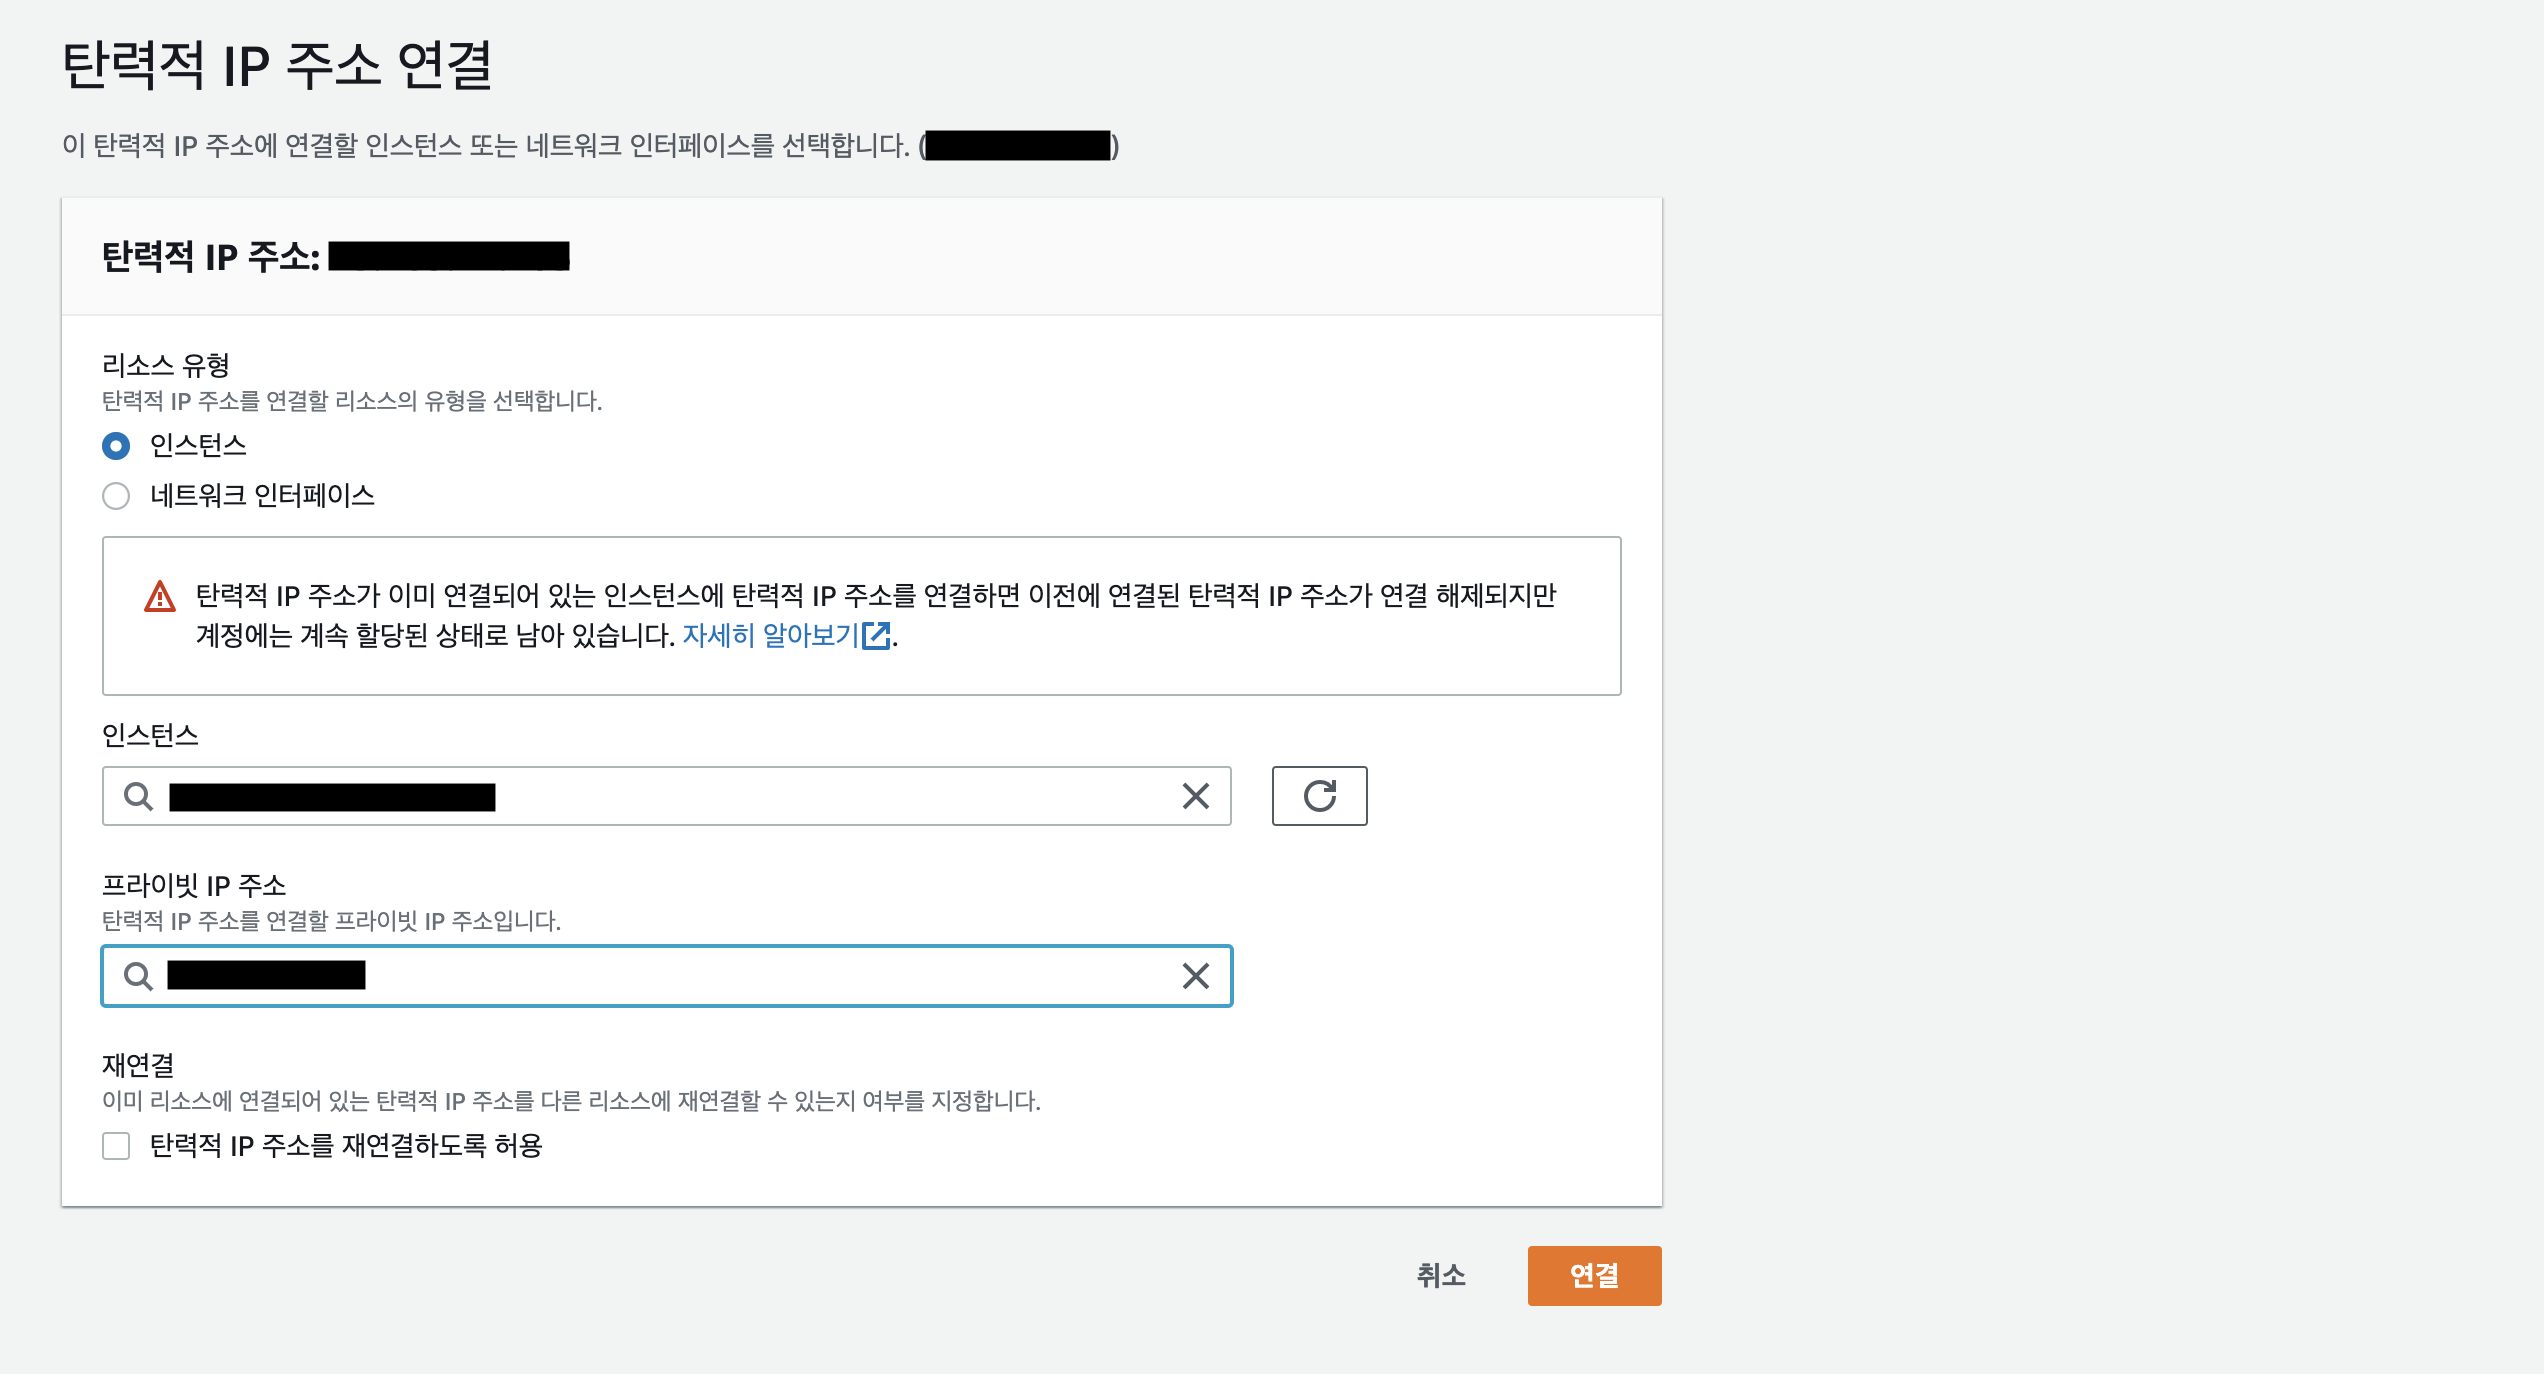 탄력적 IP 주소 연결
이 탄력적 IP 주소에 연결할 인스턴스 또는 네트워크 인터페이스를 선택합니다. ( )
탄력적 IP 주소:
리소스 유형
탄력적 IP 주소를 연결할 리소스의 유형을 선택합니다.
인스턴스
네트워크 인터페이스
탄력적 IP 주소가 이미 연결되어 있는 인스턴스에 탄력적 IP 주소를 연결하면 이전에 연결된 탄력적 IP 주소가 연결 해제되지만
계정에는 계속 할당된 상태로 남아 있습니다. 자세히 알아보기.
인스턴스
프라이빗 IP 주소
탄력적 IP 주소를 연결할 프라이빗 IP 주소입니다.
재연결
이미 리소스에 연결되어 있는 탄력적 IP 주소를 다른 리소스에 재연결할 수 있는지 여부를 지정합니다.
탄력적 IP 주소를 재연결하도록 허용
취소
연결